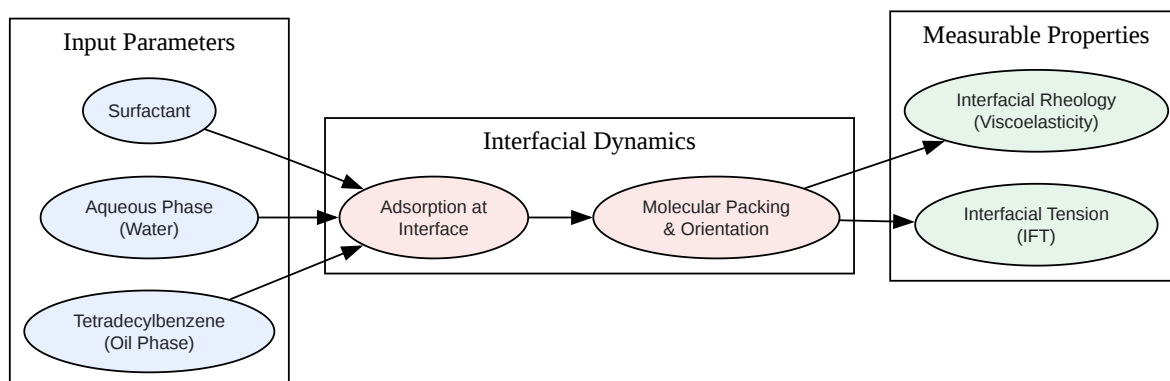 Input Parameters
Surfactant
Aqueous Phase
(Water)
Tetradecylbenzene
(Oil Phase)
Interfacial Dynamics
Adsorption at
Interface
Molecular Packing
& Orientation
Measurable Properties
Interfacial Rheology
(Viscoelasticity)
Interfacial Tension
(IFT)